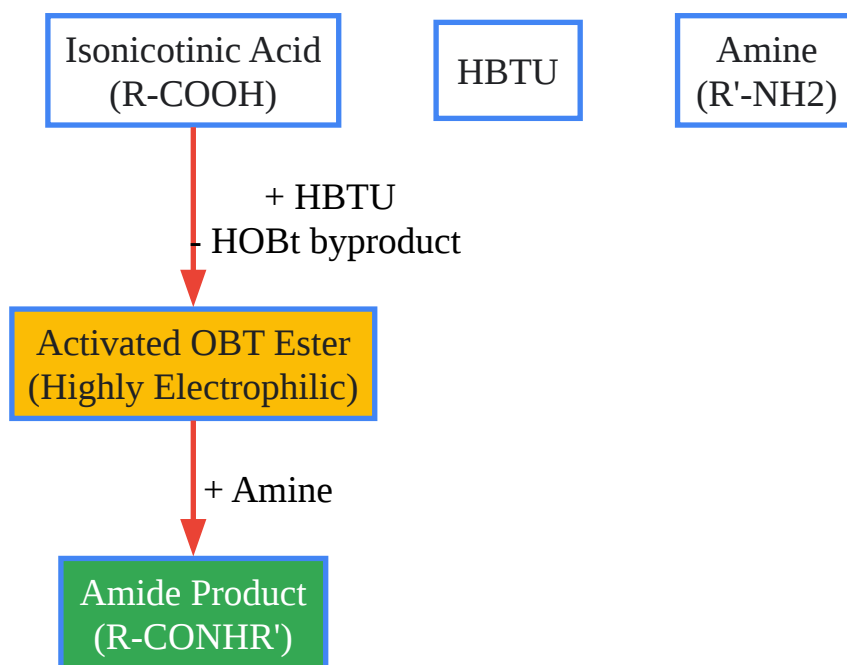 Isonicotinic Acid
(R-COOH)
HBTU
Amine
(R'-NH2)
+ HBTU
- HOBt byproduct
Activated OBT Ester
(Highly Electrophilic)
+ Amine
Amide Product
(R-CONHR')